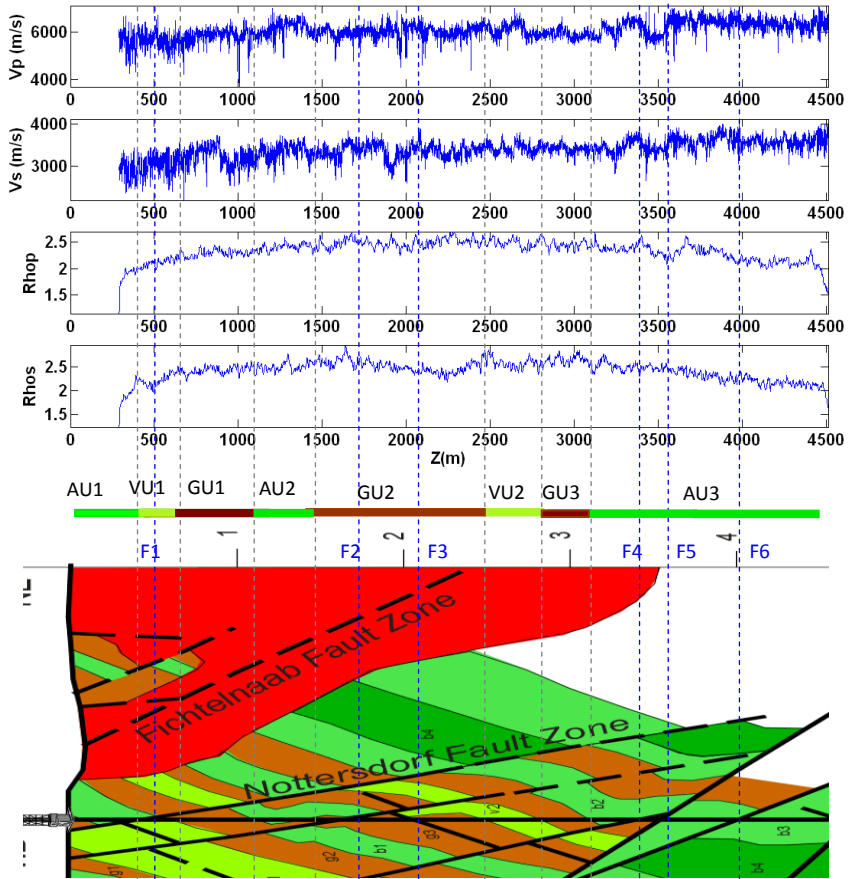 Vp (m/s)
6000
4000
0 500 1000 1500 2000 2500 3000 3500 4000 4500
Vs (m/s)
4000
3000
0 500 1000 1500 2000 2500 3000 3500 4000 4500
Rhop
2.5
2
1.5
0 500 1000 1500 2000 2500 3000 3500 4000 4500
Rhos
2.5
2
1.5
0 500 1000 1500 2000 2500 3000 3500 4000 4500
Z(m)
AU1 VU1 GU1 AU2 GU2 VU2 GU3 AU3
1 2 3 4
F1 F2 F3 F4 F5 F6
Fichtelnaab Fault Zone
b4
Nottersdorf Fault Zone
v2 b2
g1 g2 b1 g3 b3
b4